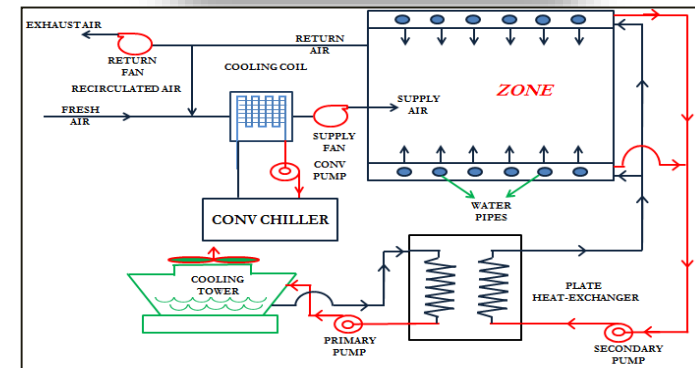 EXHAUST AIR
RETURN
FAN
RETURN
AIR
COOLING COIL
RECIRCULATED AIR
FRESH
AIR
SUPPLY
FAN
SUPPLY
AIR
ZONE
CONV
PUMP
CONV CHILLER
WATER
PIPES
COOLING
TOWER
PLATE
HEAT-EXCHANGER
PRIMARY
PUMP
SECONDARY
PUMP